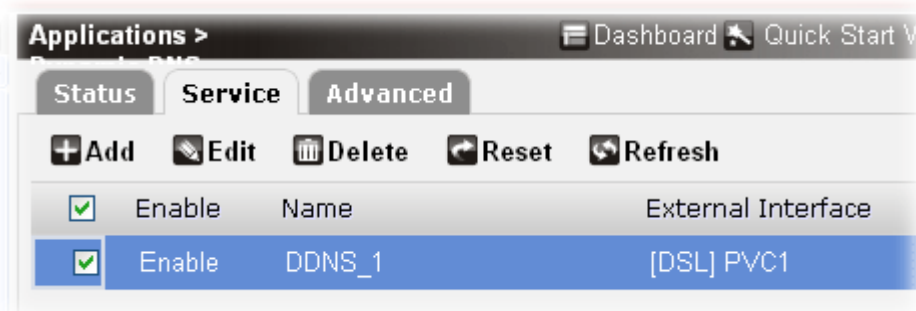 Applications > Dashboard Quick Start
Status Service Advanced
Add Edit Delete Reset Refresh
Enable Name External Interface
Enable DDNS_1 [DSL] PVC1